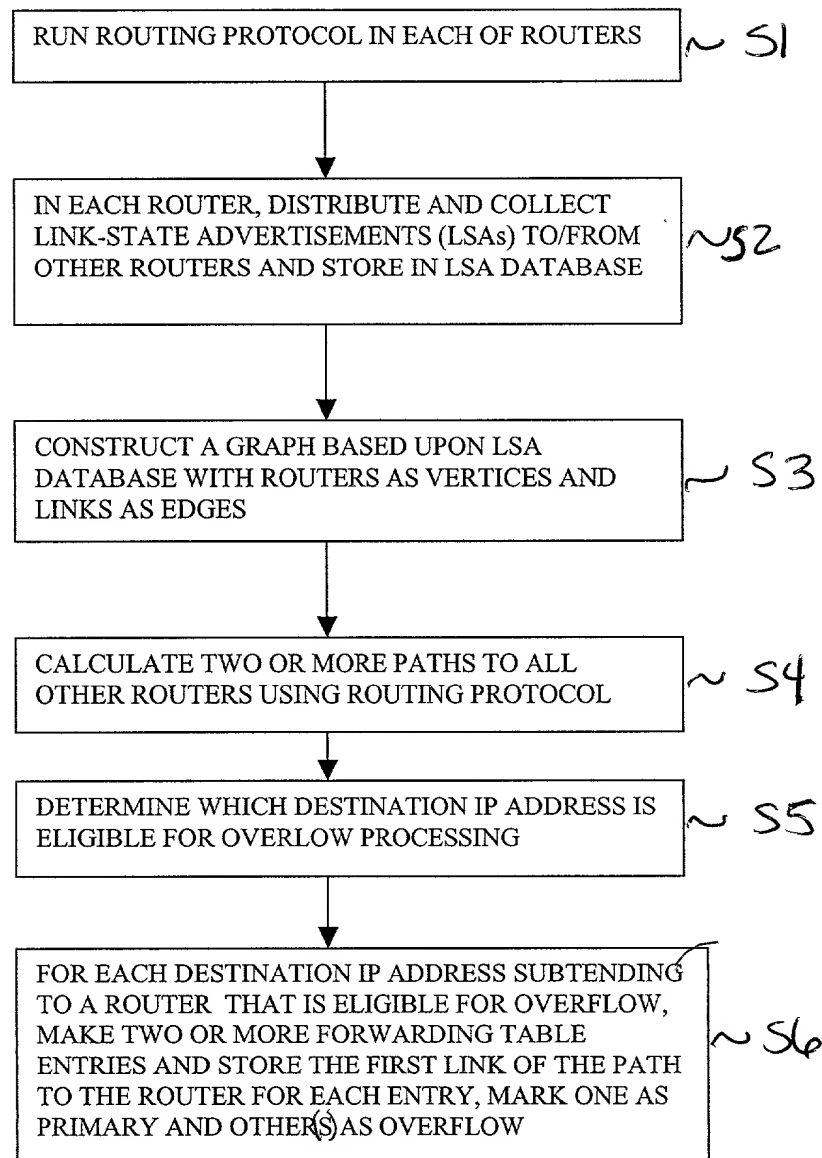 RUN ROUTING PROTOCOL IN EACH OF ROUTERS
~ S1
IN EACH ROUTER, DISTRIBUTE AND COLLECT
LINK-STATE ADVERTISEMENTS (LSAs) TO/FROM
OTHER ROUTERS AND STORE IN LSA DATABASE
~ S2
CONSTRUCT A GRAPH BASED UPON LSA
DATABASE WITH ROUTERS AS VERTICES AND
LINKS AS EDGES
~ S3
CALCULATE TWO OR MORE PATHS TO ALL
OTHER ROUTERS USING ROUTING PROTOCOL
~ S4
DETERMINE WHICH DESTINATION IP ADDRESS IS
ELIGIBLE FOR OVERLOW PROCESSING
~ S5
FOR EACH DESTINATION IP ADDRESS SUBTENDING
TO A ROUTER THAT IS ELIGIBLE FOR OVERFLOW,
MAKE TWO OR MORE FORWARDING TABLE
ENTRIES AND STORE THE FIRST LINK OF THE PATH
TO THE ROUTER FOR EACH ENTRY, MARK ONE AS
PRIMARY AND OTHER(S) AS OVERFLOW
~ S6